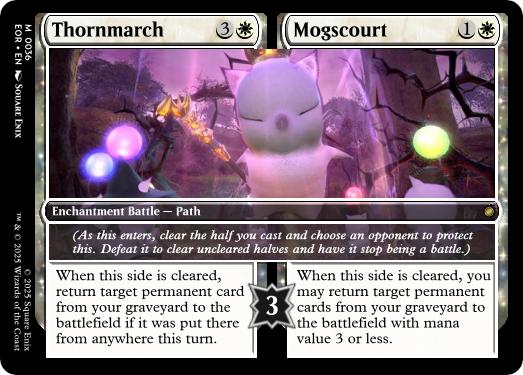 Thornmarch 3
Mogscourt 1
Enchantment Battle — Path
(As this enters, clear the half you cast and choose an opponent to protect
this. Defeat it to clear uncleared halves and have it stop being a battle.)
When this side is cleared,
return target permanent card
from your graveyard to the
battlefield if it was put there
from anywhere this turn.
3
When this side is cleared, you
may return target permanent
cards from your graveyard to
the battlefield with mana
value 3 or less.
M 0036
EOR • EN SQUARE ENIX
© 2025 Square Enix
™ & © 2025 Wizards of the Coast